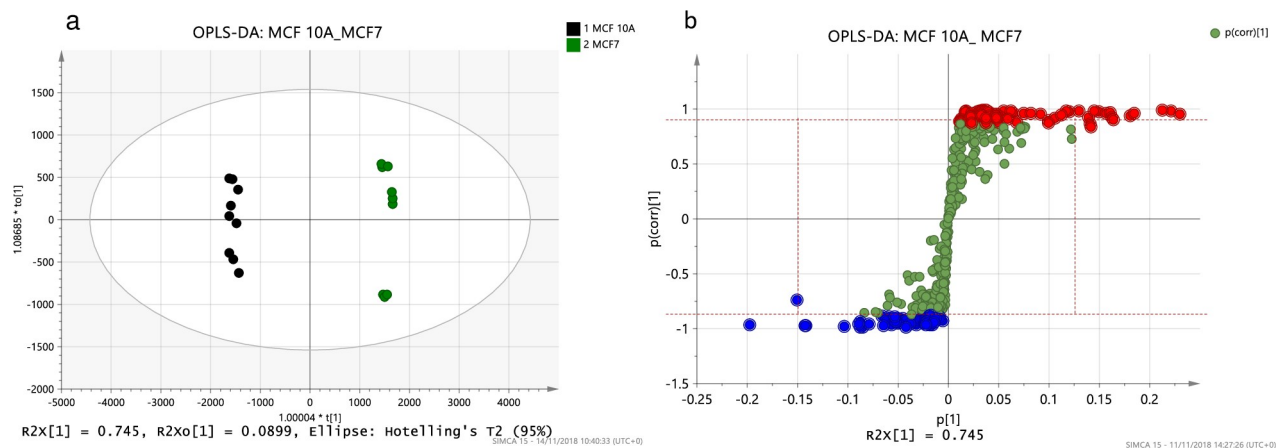 a
OPLS-DA: MCF 10A_MCF7
1 MCF 10A
2 MCF7
1500
1000
500
0
-500
-1000
-1500
-2000
1.08685 * to[1]
-5000 -4000 -3000 -2000 -1000 0 1000 2000 3000 4000
1.00004 * t[1]
R2X[1] = 0.745, R2Xo[1] = 0.0899, Ellipse: Hotelling's T2 (95%)
SIMCA 15 - 14/11/2018 10:40:33 (UTC+0)
b
OPLS-DA: MCF 10A_ MCF7
p(corr)[1]
1
0.5
0
-0.5
-1
-1.5
p(corr)[1]
-0.25 -0.2 -0.15 -0.1 -0.05 0 0.05 0.1 0.15 0.2
p[1]
R2X[1] = 0.745
SIMCA 15 - 11/11/2018 14:27:26 (UTC+0)